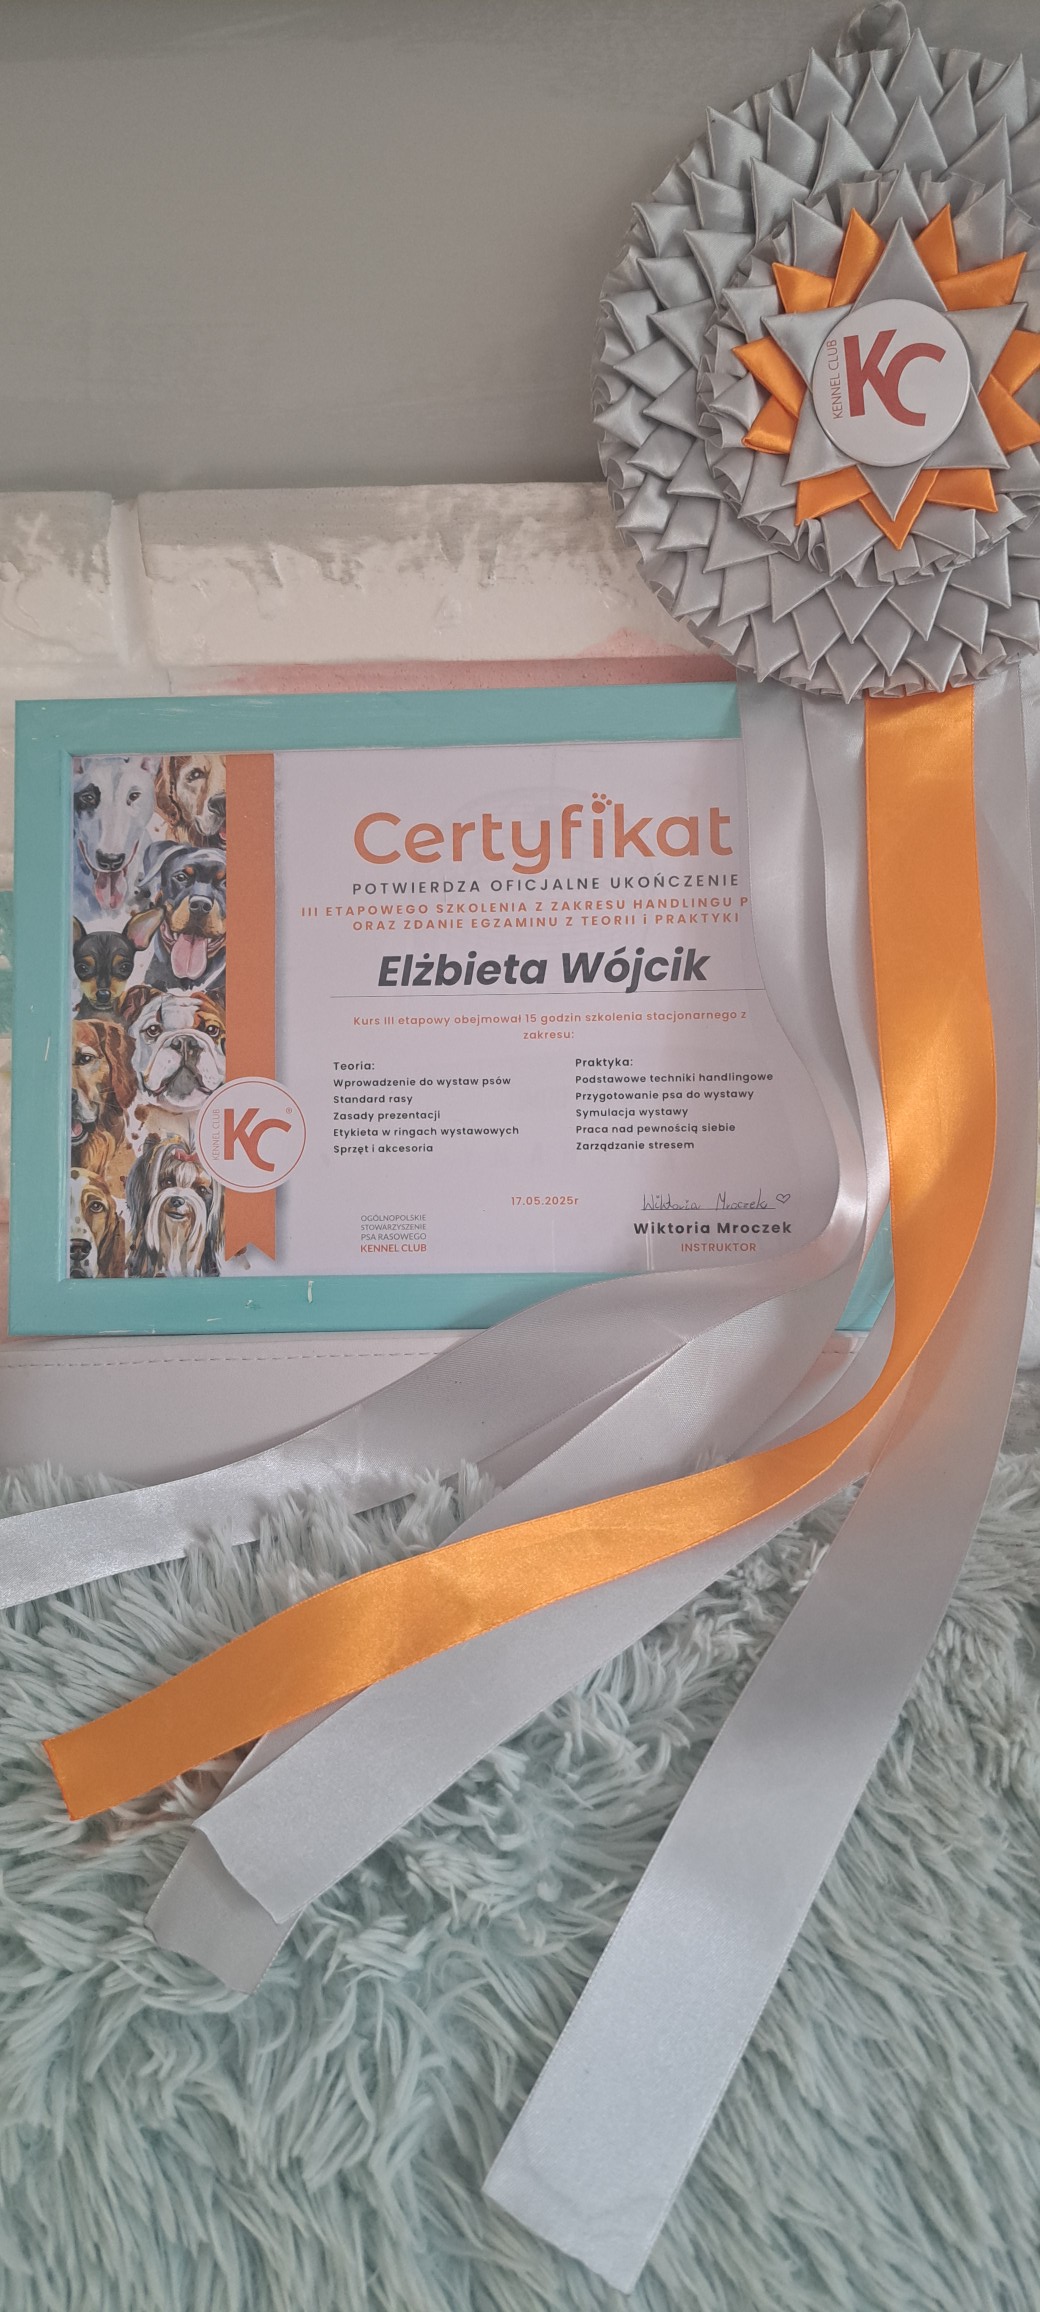 KENNEL CLUB
KC
Certyfikat
POTWIERDZA OFICJALNE UKOŃCZENIE
III ETAPOWEGO SZKOLENIA Z ZAKRESU HANDLINGU P
ORAZ ZDANIE EGZAMINU Z TEORII i PRAKTYKI
Elżbieta Wójcik
Kurs III etapowy obejmował 15 godzin szkolenia stacjonarnego z
zakresu:
Teoria:
Wprowadzenie do wystaw psów
Standard rasy
Zasady prezentacji
Etykieta w ringach wystawowych
Sprzęt i akcesoria
Praktyka:
Podstawowe techniki handlingowe
Przygotowanie psa do wystawy
Symulacja wystawy
Praca nad pewnością siebie
Zarządzanie stresem
KENNEL CLUB
KC®
17.05.2025r
OGÓLNOPOLSKIE
STOWARZYSZENIE
PSA RASOWEGO
KENNEL CLUB
Wiktoria Mroczek ♡
Wiktoria Mroczek
INSTRUKTOR